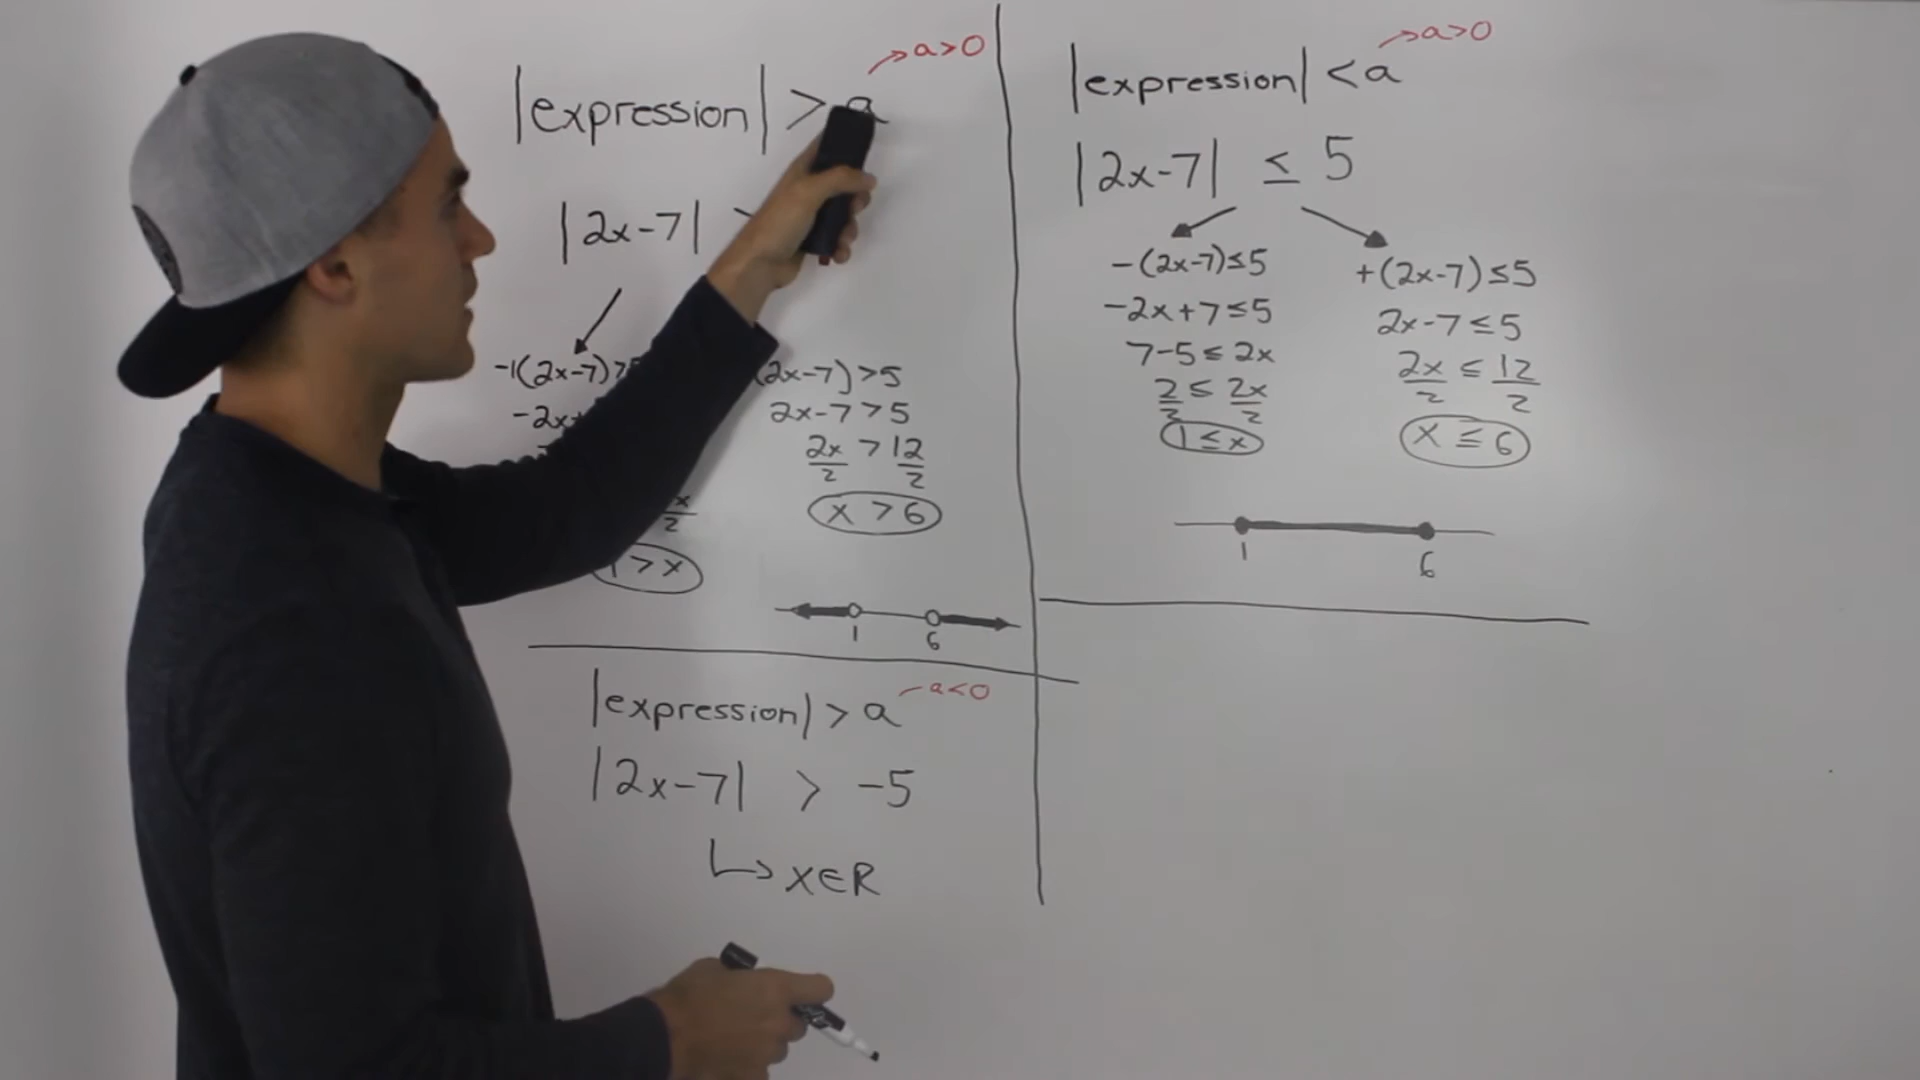 →a>0
|expression| > a
|2x-7| >
-1(2x-7)>5
-2x+
x
2
1>x
(2x-7)>5
2x-7>5
2x > 12
2 2
x > 6
1 6
|expression| > a -a<0
|2x-7| > -5
↳ x∈R
→a>0
|expression| < a
|2x-7| ≤ 5
-(2x-7)≤5
-2x+7≤5
7-5≤2x
2 ≤ 2x
2 2
1≤x
+(2x-7)≤5
2x-7≤5
2x ≤ 12
2 2
x ≤ 6
1 6